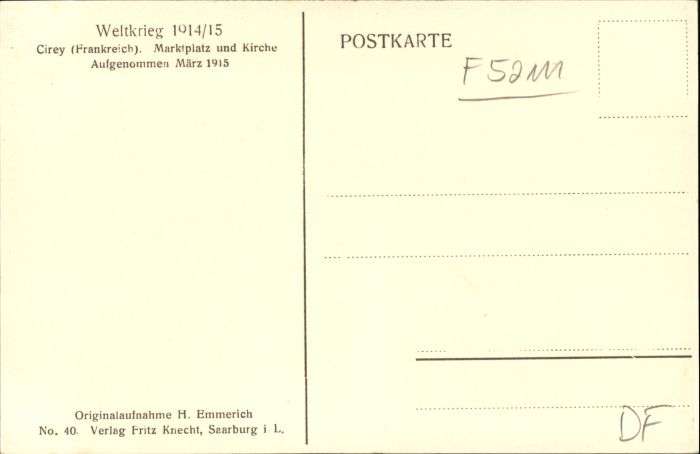 Weltkrieg 1914/15
Cirey (Frankreich). Marktplatz und Kirche
Aufgenommen März 1915
Originalaufnahme H. Emmerich
No. 40. Verlag Fritz Knecht, Saarburg i L.
POSTKARTE
DF